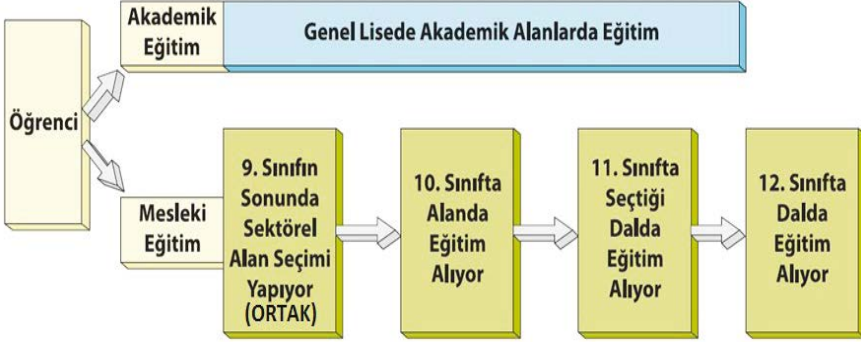 Öğrenci
Akademik
Eğitim
Genel Lisede Akademik Alanlarda Eğitim
Mesleki
Eğitim
9. Sınıfın
Sonunda
Sektörel
Alan Seçimi
Yapıyor
(ORTAK)
10. Sınıfta
Alanda
Eğitim
Alıyor
11. Sınıfta
Seçtiği
Dalda
Eğitim
Alıyor
12. Sınıfta
Dalda
Eğitim
Alıyor